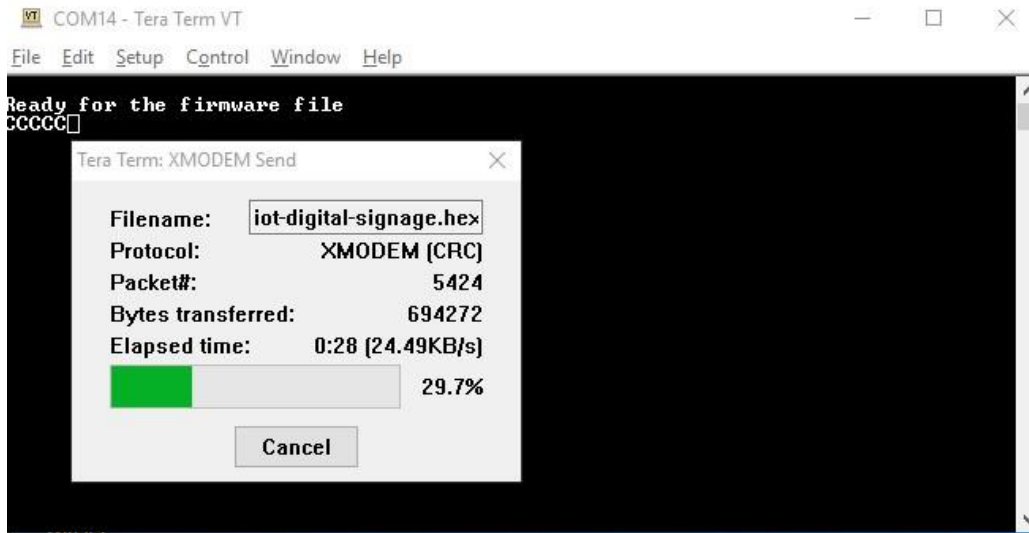 COM14 - Tera Term VT
File Edit Setup Control Window Help
Ready for the firmware file
CCCCC
Tera Term: XMODEM Send
Filename: iot-digital-signage.hex
Protocol: XMODEM (CRC)
Packet#: 5424
Bytes transferred: 694272
Elapsed time: 0:28 (24.49KB/s)
29.7%
Cancel